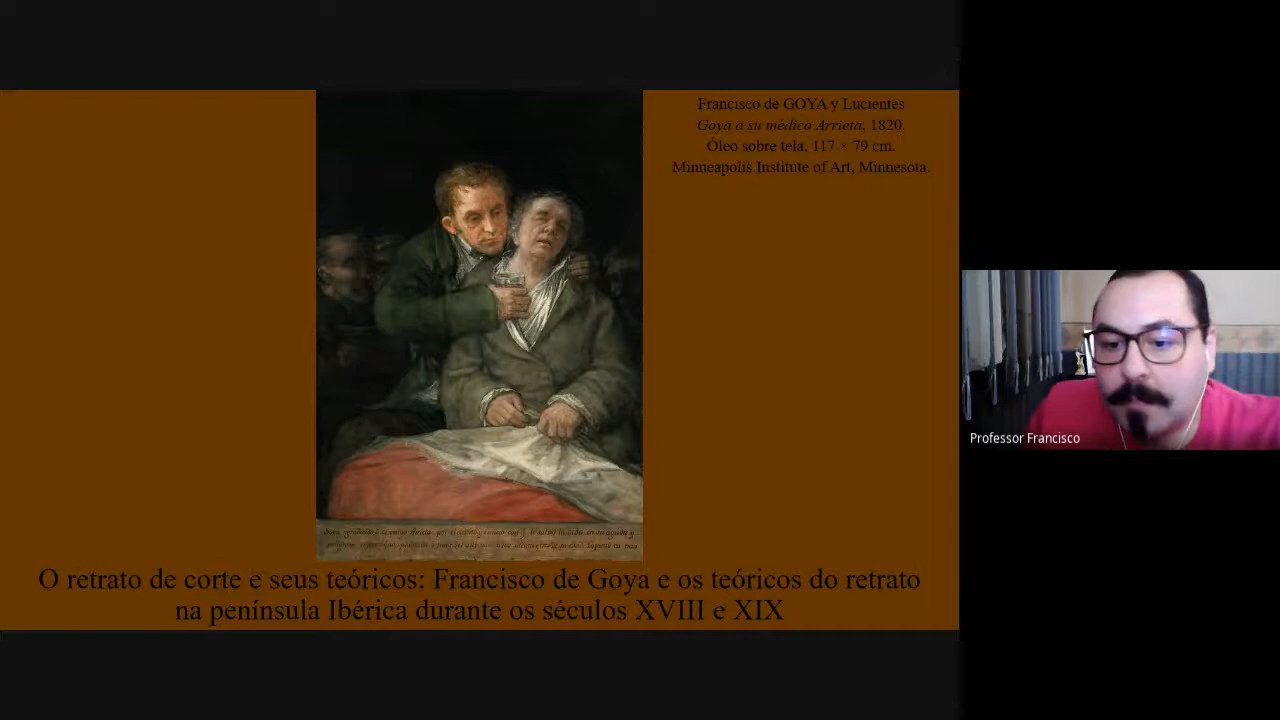 Francisco de GOYA y Lucientes
Goya a su médico Arrieta, 1820.
Óleo sobre tela, 117 × 79 cm.
Minneapolis Institute of Art, Minnesota.
Professor Francisco
O retrato de corte e seus teóricos: Francisco de Goya e os teóricos do retrato
na península Ibérica durante os séculos XVIII e XIX